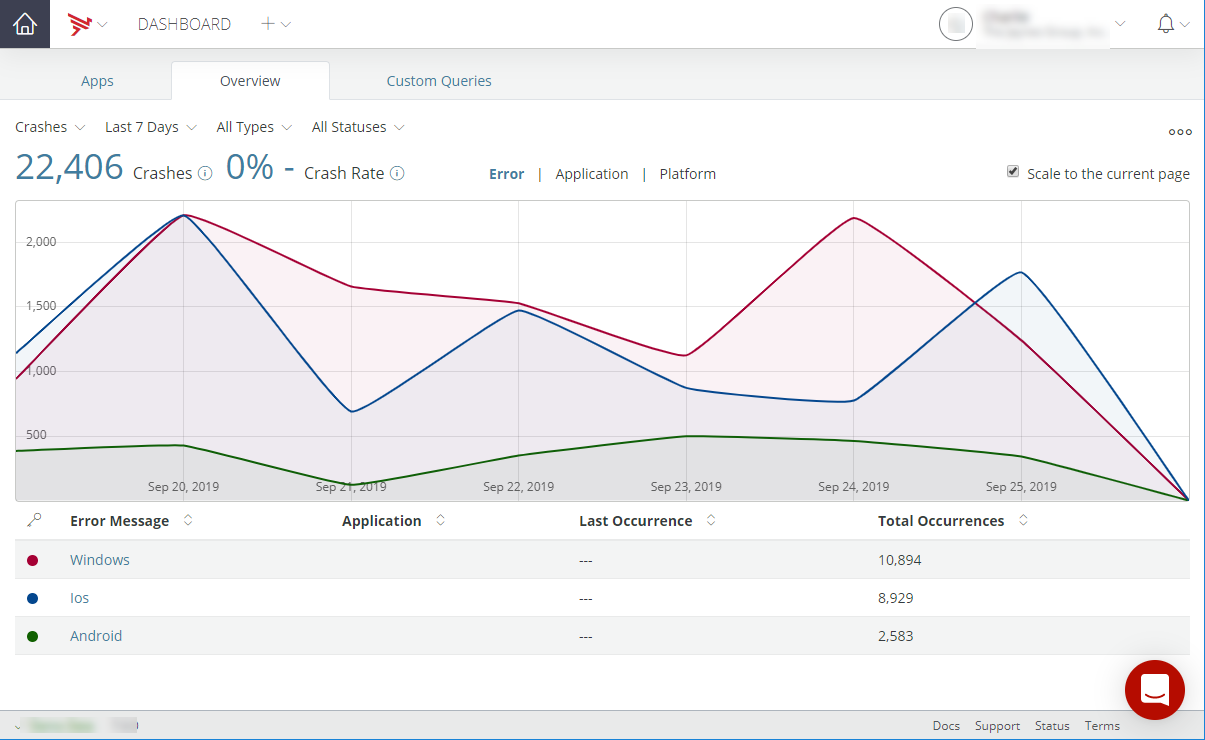 DASHBOARD
Apps Overview Custom Queries
Crashes Last 7 Days All Types All Statuses
22,406 Crashes 0% - Crash Rate Error | Application | Platform Scale to the current page
2,000
1,500
1,000
500
Sep 20, 2019 Sep 21, 2019 Sep 22, 2019 Sep 23, 2019 Sep 24, 2019 Sep 25, 2019
Error Message Application Last Occurrence Total Occurrences
Windows --- 10,894
Ios --- 8,929
Android --- 2,583
Docs Support Status Terms